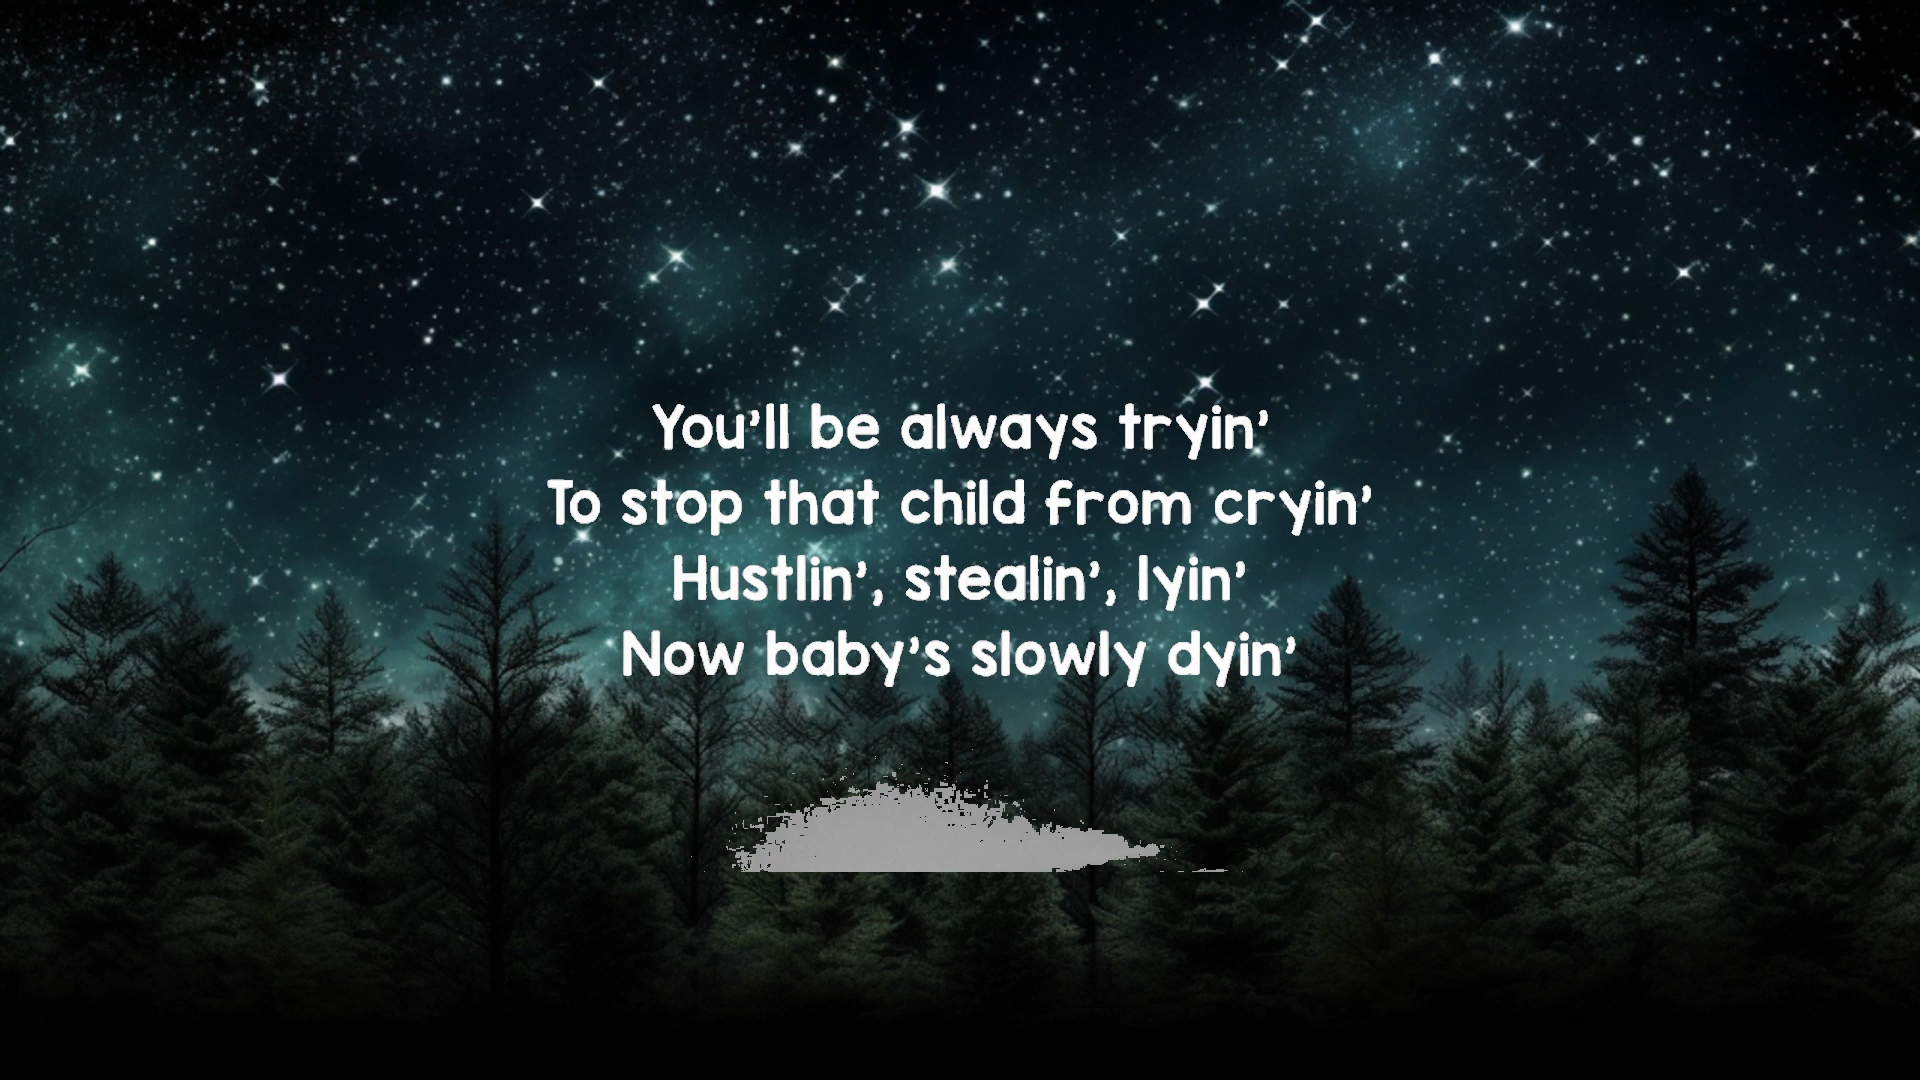 You'll be always tryin'
To stop that child from cryin'
Hustlin', stealin', lyin'
Now baby's slowly dyin'